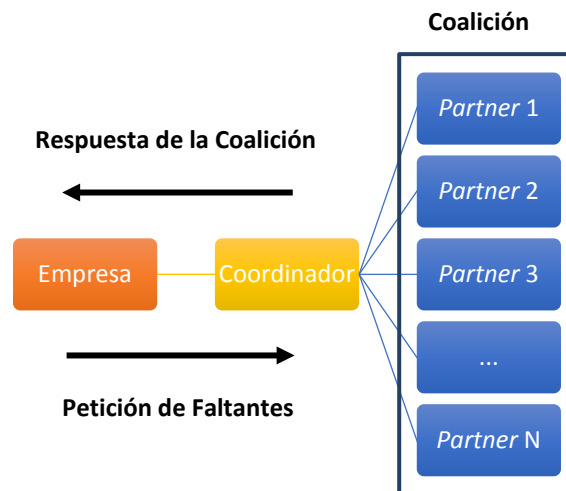 Coalición
Partner 1
Respuesta de la Coalición
Partner 2
Empresa
Coordinador
Partner 3
...
Petición de Faltantes
Partner N